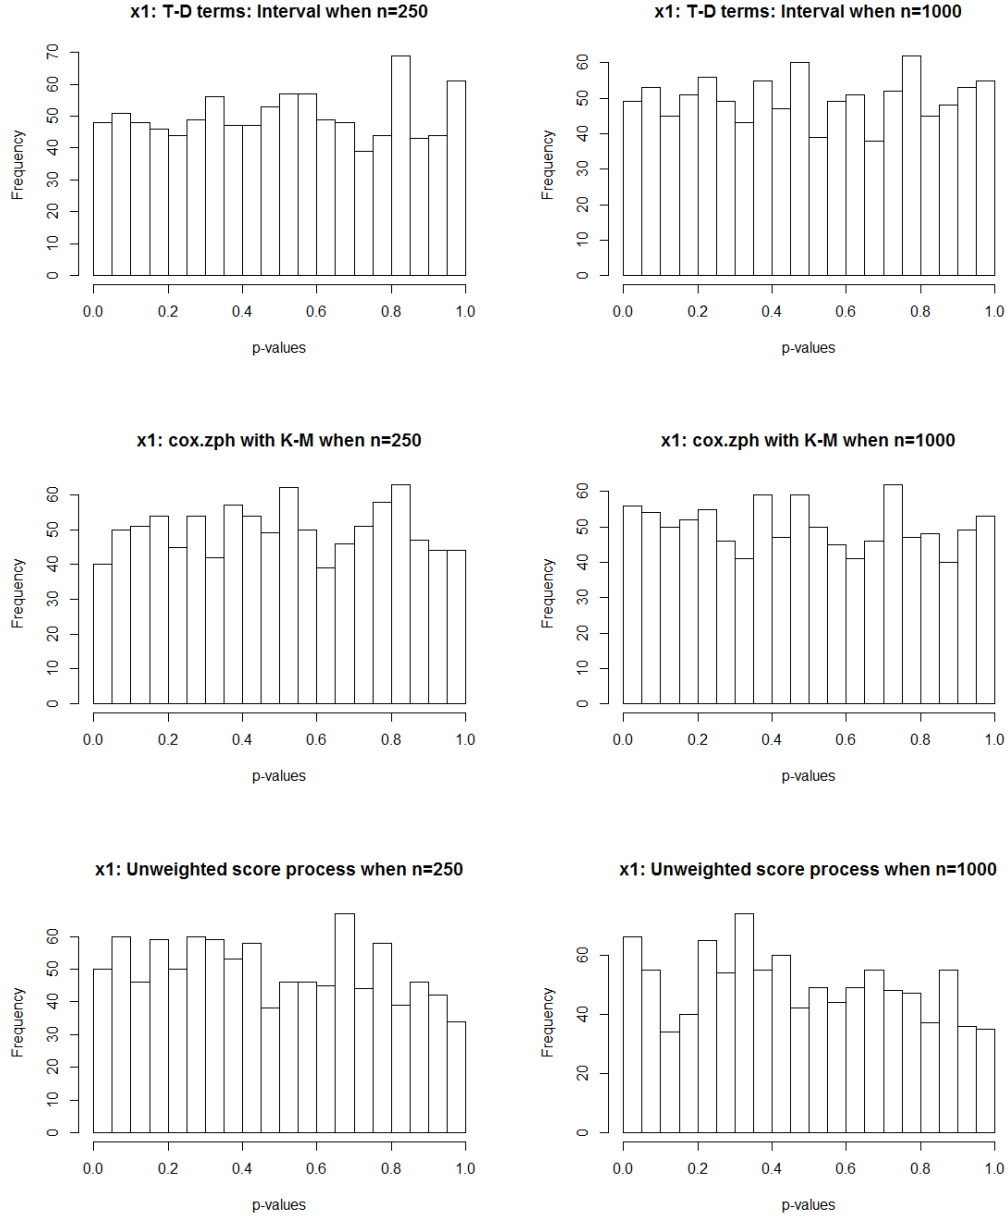 x1: T-D terms: Interval when n=250
Frequency
70
60
50
40
30
20
10
0
0.0 0.2 0.4 0.6 0.8 1.0
p-values
x1: T-D terms: Interval when n=1000
Frequency
60
50
40
30
20
10
0
0.0 0.2 0.4 0.6 0.8 1.0
p-values
x1: cox.zph with K-M when n=250
Frequency
60
50
40
30
20
10
0
0.0 0.2 0.4 0.6 0.8 1.0
p-values
x1: cox.zph with K-M when n=1000
Frequency
60
50
40
30
20
10
0
0.0 0.2 0.4 0.6 0.8 1.0
p-values
x1: Unweighted score process when n=250
Frequency
60
50
40
30
20
10
0
0.0 0.2 0.4 0.6 0.8 1.0
p-values
x1: Unweighted score process when n=1000
Frequency
60
40
20
0
0.0 0.2 0.4 0.6 0.8 1.0
p-values